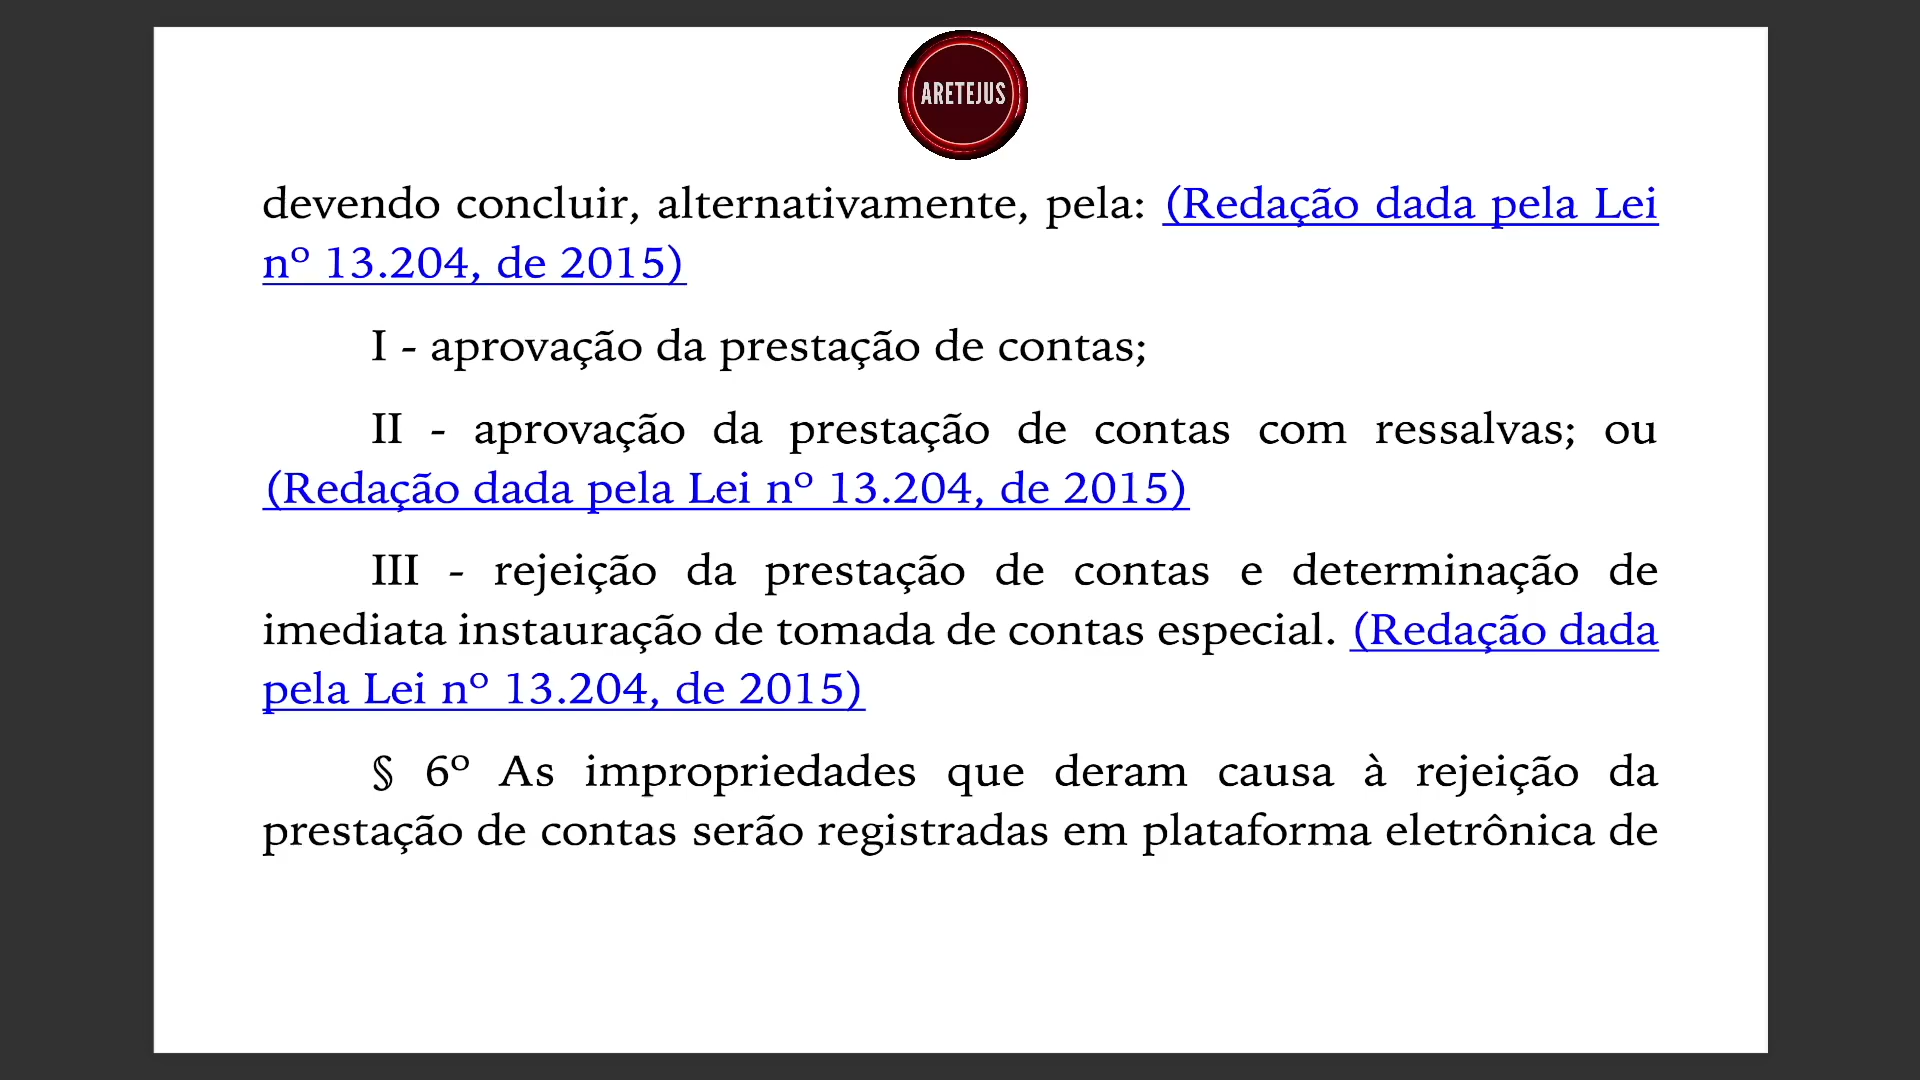 ARETEJUS
devendo concluir, alternativamente, pela: (Redação dada pela Lei
nº 13.204, de 2015)
I - aprovação da prestação de contas;
II - aprovação da prestação de contas com ressalvas; ou
(Redação dada pela Lei nº 13.204, de 2015)
III - rejeição da prestação de contas e determinação de
imediata instauração de tomada de contas especial. (Redação dada
pela Lei nº 13.204, de 2015)
§ 6º As impropriedades que deram causa à rejeição da
prestação de contas serão registradas em plataforma eletrônica de